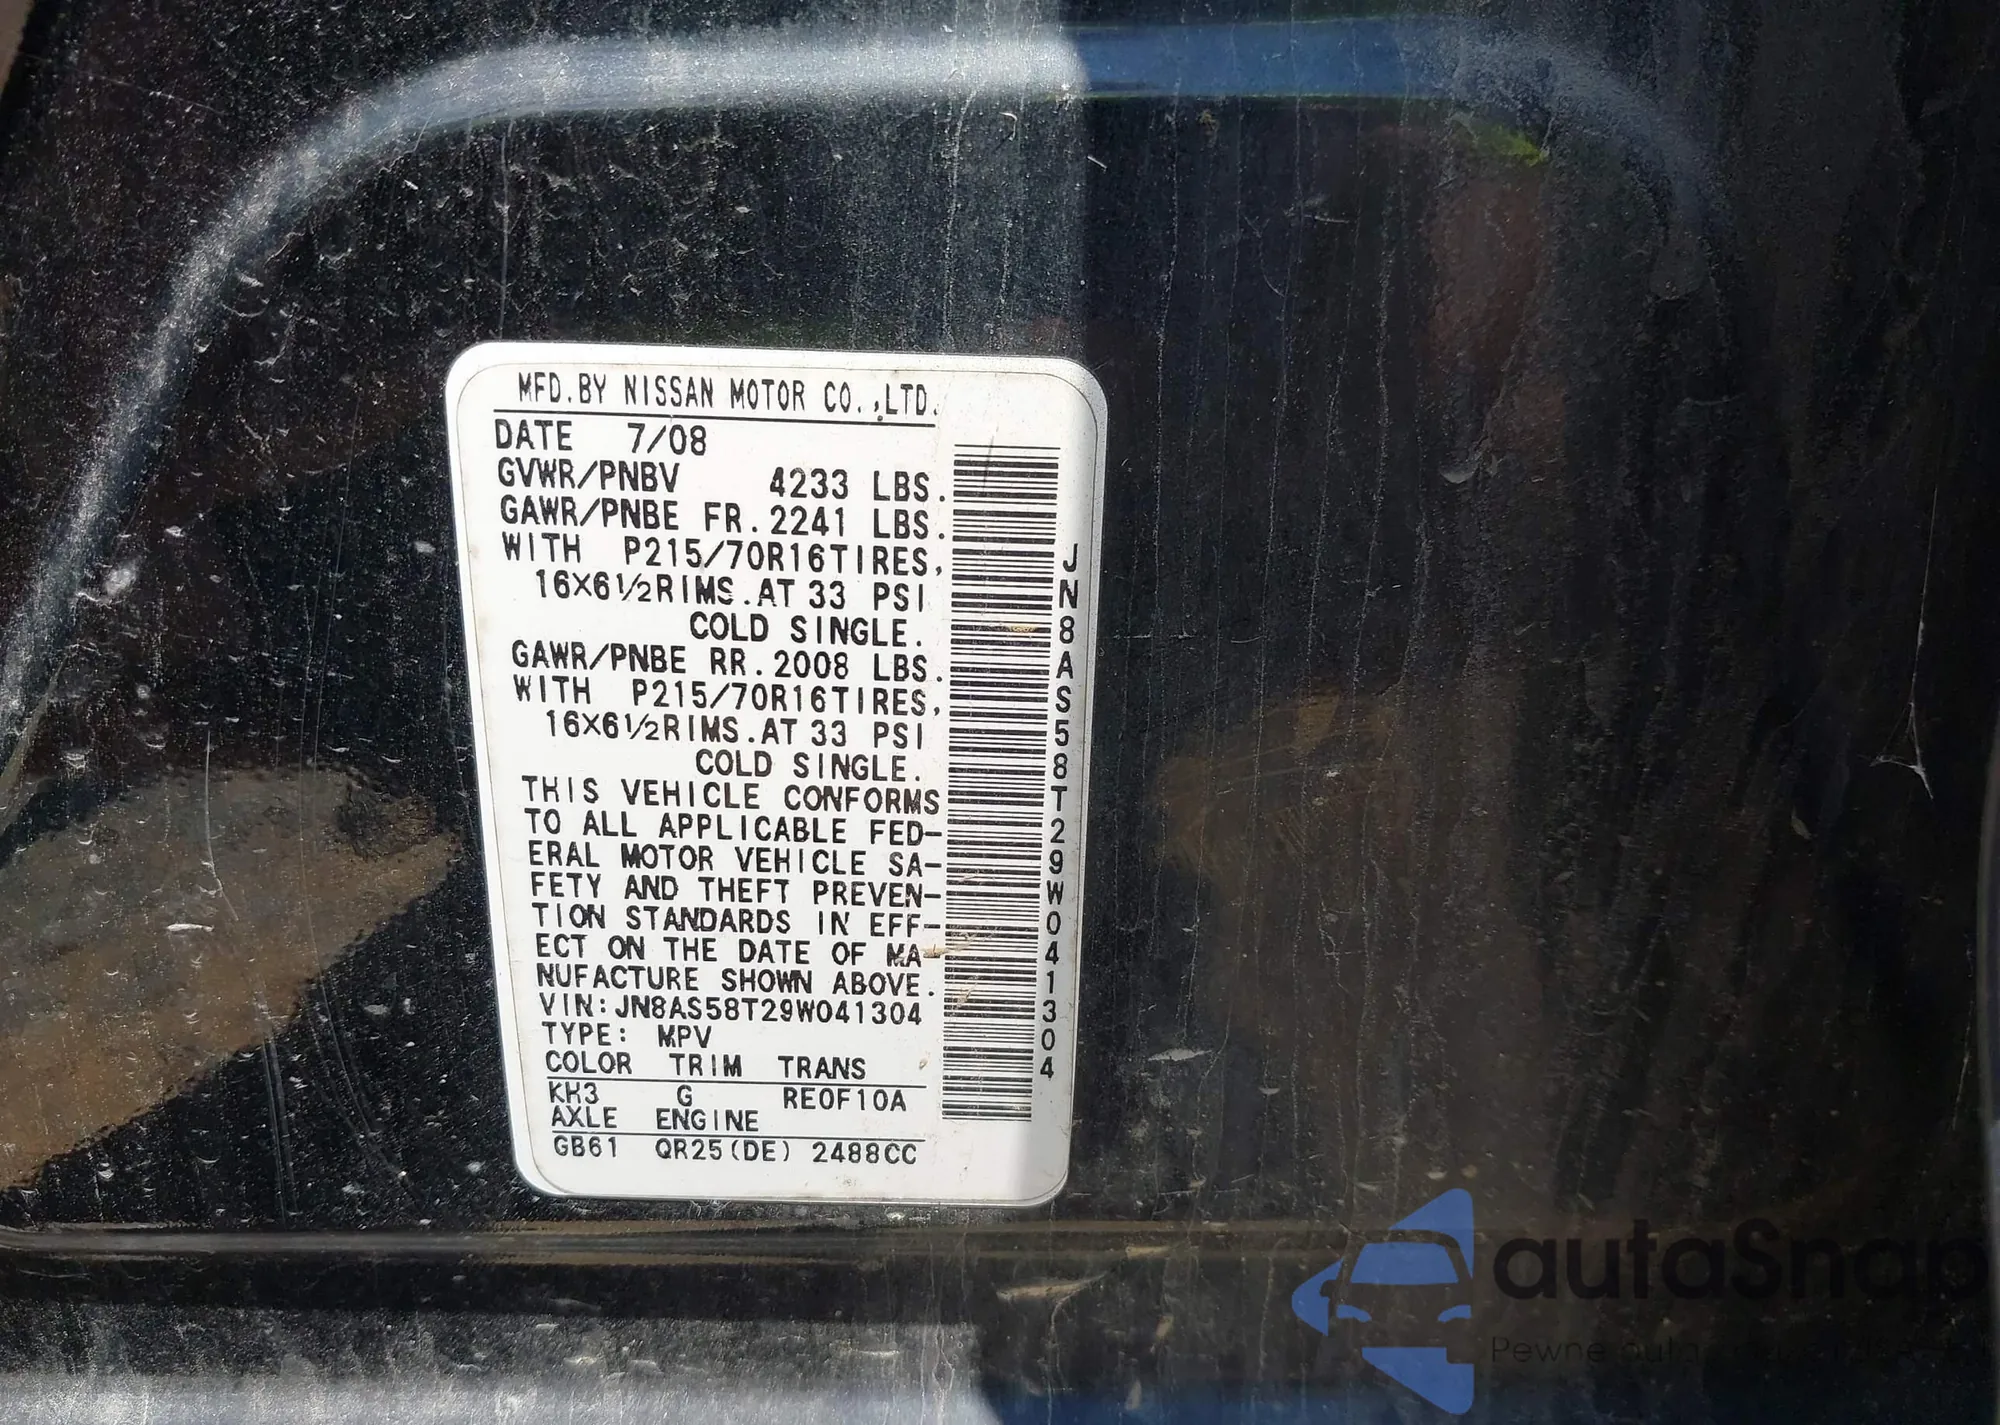 MFD.BY NISSAN MOTOR CO.,LTD.
DATE 7/08
GVWR/PNBV 4233 LBS.
GAWR/PNBE FR.2241 LBS.
WITH P215/70R16TIRES,
16X6½RIMS.AT 33 PSI
COLD SINGLE.
GAWR/PNBE RR.2008 LBS.
WITH P215/70R16TIRES,
16X6½RIMS.AT 33 PSI
COLD SINGLE.
THIS VEHICLE CONFORMS
TO ALL APPLICABLE FED-
ERAL MOTOR VEHICLE SA-
FETY AND THEFT PREVEN-
TION STANDARDS IN EFF-
ECT ON THE DATE OF MA-
NUFACTURE SHOWN ABOVE.
VIN:JN8AS58T29W041304
TYPE: MPV
COLOR TRIM TRANS
KH3 G RE0F10A
AXLE ENGINE
GB61 QR25(DE) 2488CC
JN8AS58T29W041304
autaSnap
Pewne auta